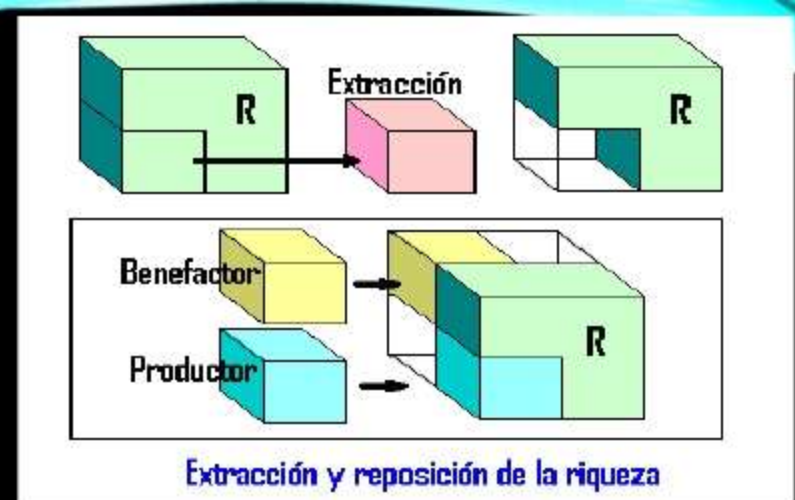 R
Extracción
R
Benefactor
R
Productor
Extracción y reposición de la riqueza